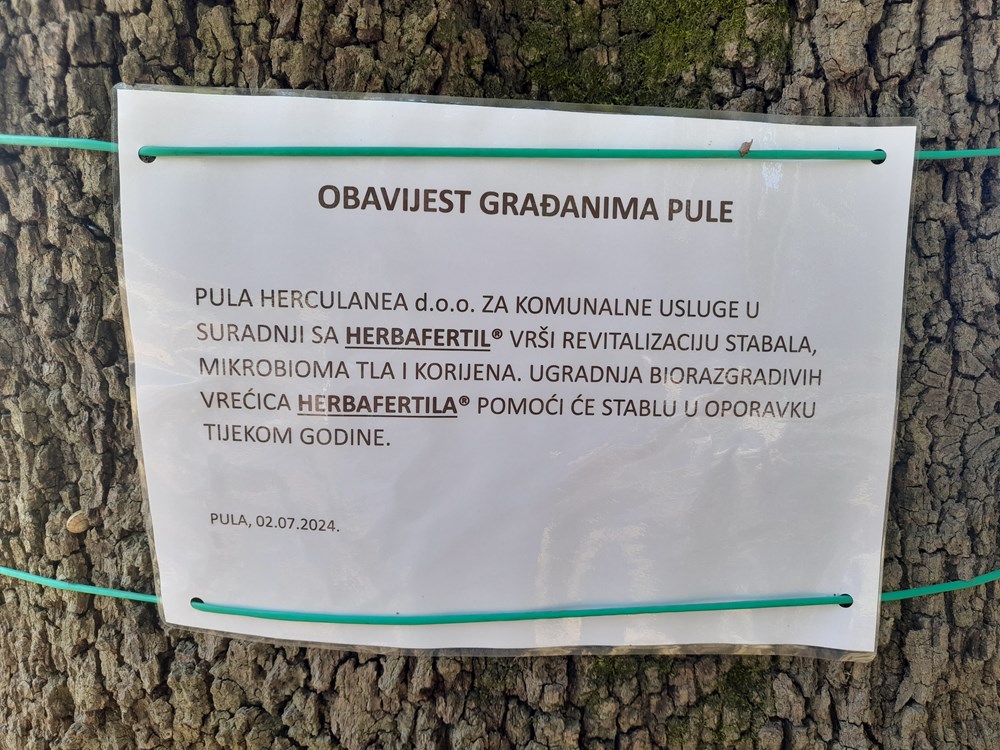 OBAVIJEST GRAĐANIMA PULE
PULA HERCULANEA d.o.o. ZA KOMUNALNE USLUGE U
SURADNJI SA HERBAFERTIL® VRŠI REVITALIZACIJU STABALA,
MIKROBIOMA TLA I KORIJENA. UGRADNJA BIORAZGRADIVIH
VREĆICA HERBAFERTILA® POMOĆI ĆE STABLU U OPORAVKU
TIJEKOM GODINE.
PULA, 02.07.2024.